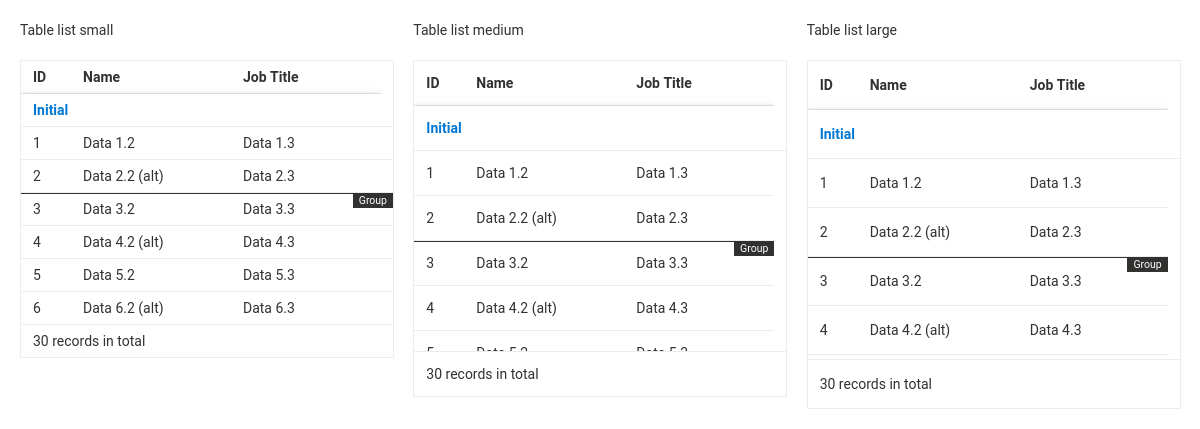 Table list small
ID Name Job Title
Initial
1 Data 1.2 Data 1.3
2 Data 2.2 (alt) Data 2.3
Group
3 Data 3.2 Data 3.3
4 Data 4.2 (alt) Data 4.3
5 Data 5.2 Data 5.3
6 Data 6.2 (alt) Data 6.3
30 records in total
Table list medium
ID Name Job Title
Initial
1 Data 1.2 Data 1.3
2 Data 2.2 (alt) Data 2.3
Group
3 Data 3.2 Data 3.3
4 Data 4.2 (alt) Data 4.3
5 Data 5.2 Data 5.3
30 records in total
Table list large
ID Name Job Title
Initial
1 Data 1.2 Data 1.3
2 Data 2.2 (alt) Data 2.3
Group
3 Data 3.2 Data 3.3
4 Data 4.2 (alt) Data 4.3
30 records in total